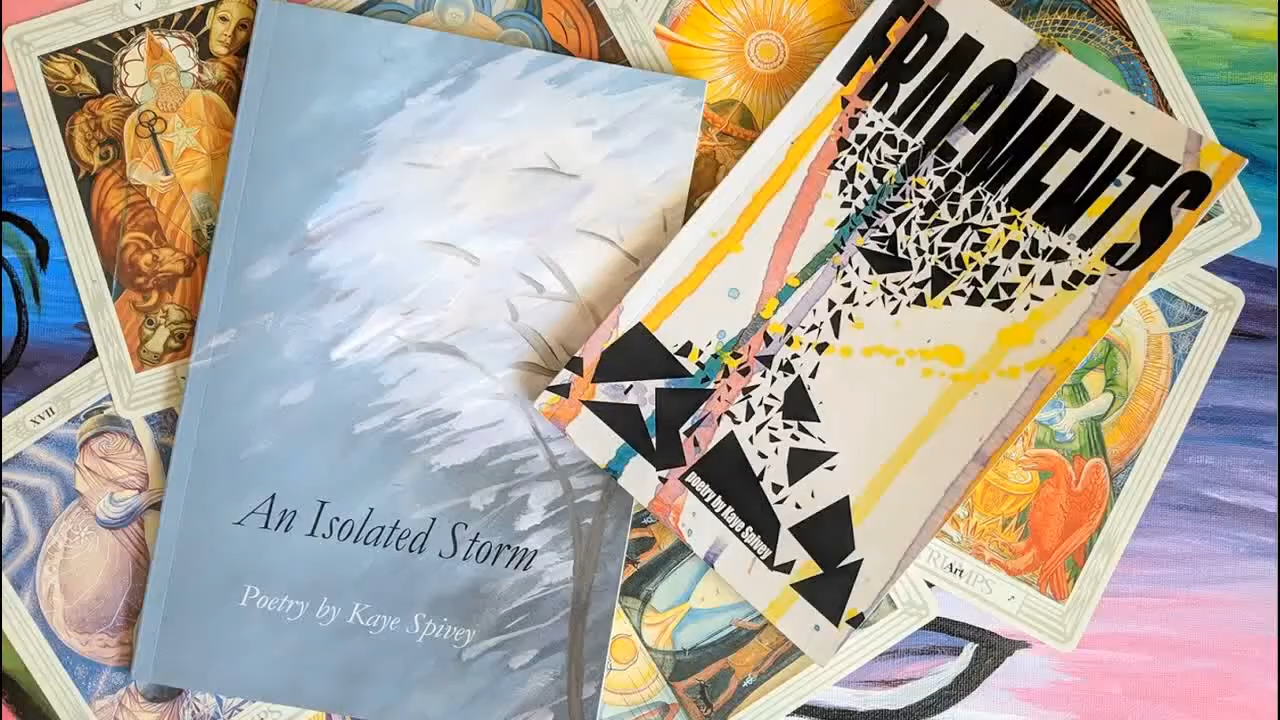 V
An Isolated Storm
Poetry by Kaye Spivey
FRAGMENTS
poetry by Kaye Spivey
XVII
Art